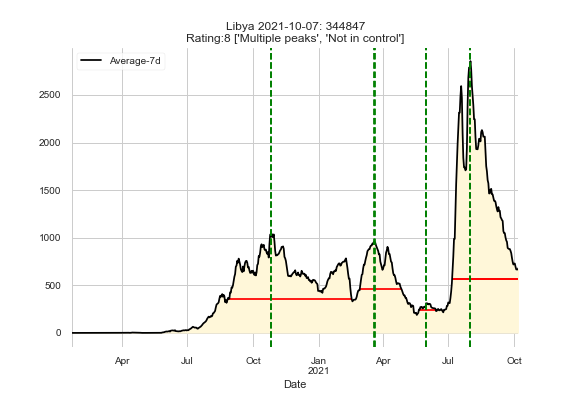 Libya 2021-10-07: 344847
Rating:8 ['Multiple peaks', 'Not in control']
Average-7d
2500
2000
1500
1000
500
0
Apr Jul Oct Jan Apr Jul Oct
2021
Date